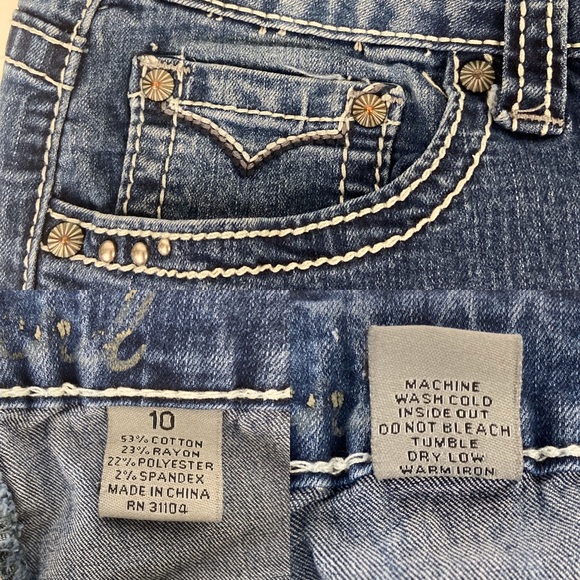 10
53% COTTON
23% RAYON
22% POLYESTER
2% SPANDEX
MADE IN CHINA
RN 31104
MACHINE
WASH COLD
INSIDE OUT
DO NOT BLEACH
TUMBLE
DRY LOW
WARM IRON